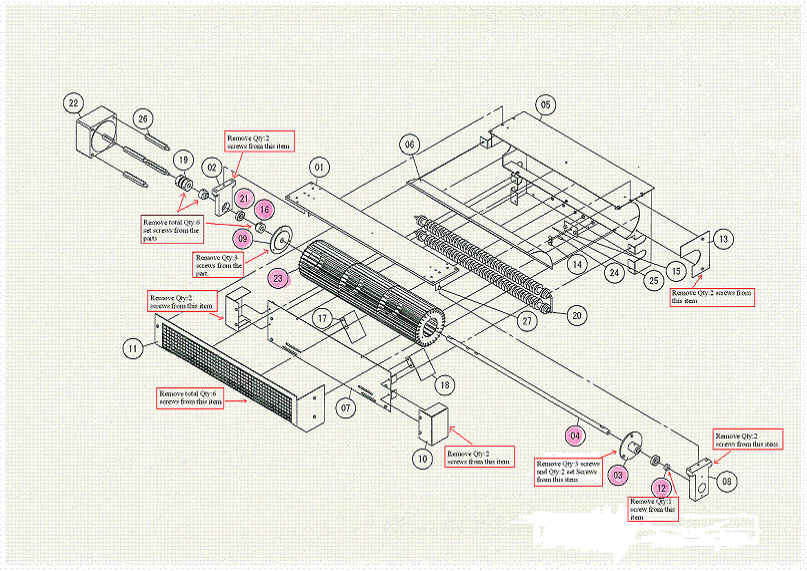 05
22
26
Remove Qty:2
screws from this item
06
19
02
01
21
16
Remove total Qty:6
set screws from the
parts
09
13
Remove Qty:3
screws from the
part.
14
15
24
25
23
Remove Qty:2
screws from this item
Remove Qty:2 screws from
this item
17
27
20
11
18
Remove total Qty:6
screws from this item
07
04
10
Remove Qty:2
screws from this item
Remove Qty:2
screws from this item
Remove Qty:3 screws
and Qty:2 set Screws
from this item
03
12
08
Remove Qty:1
screw from this
item